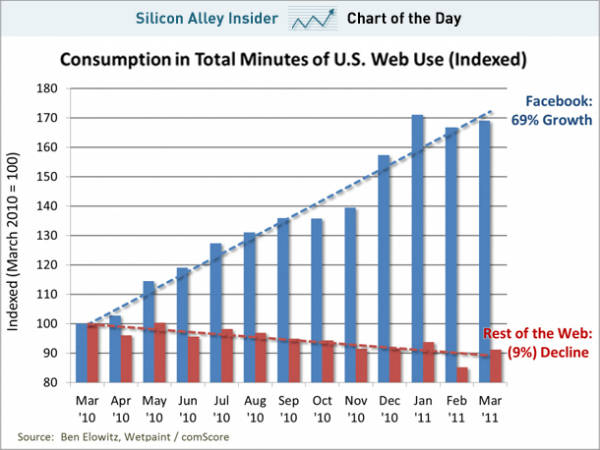 Silicon Alley Insider Chart of the Day
Consumption in Total Minutes of U.S. Web Use (Indexed)
Indexed (March 2010 = 100)
180
170
160
150
140
130
120
110
100
90
80
Facebook:
69% Growth
Rest of the Web:
(9%) Decline
Mar Apr May Jun Jul Aug Sep Oct Nov Dec Jan Feb Mar
'10 '10 '10 '10 '10 '10 '10 '10 '10 '10 '11 '11 '11
Source: Ben Elowitz, Wetpaint / comScore